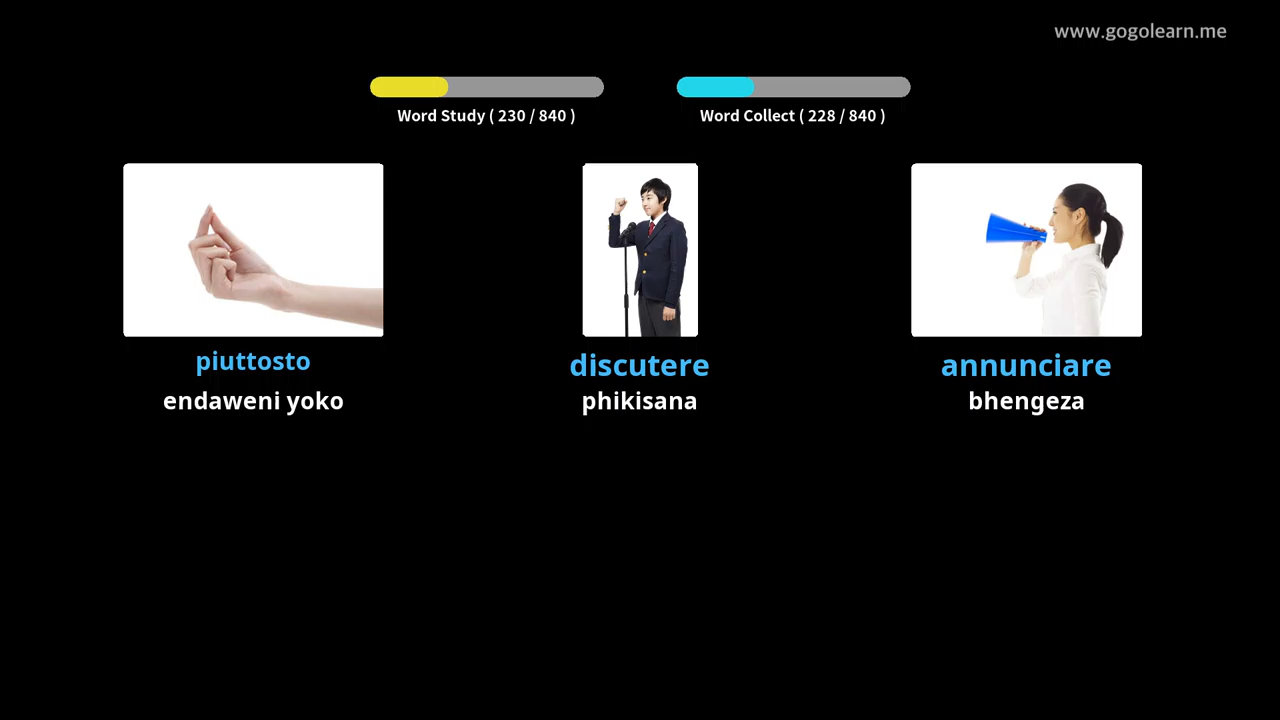 www.gogolearn.me
Word Study ( 230 / 840 )
Word Collect ( 228 / 840 )
piuttosto
discutere
annunciare
endaweni yoko
phikisana
bhengeza